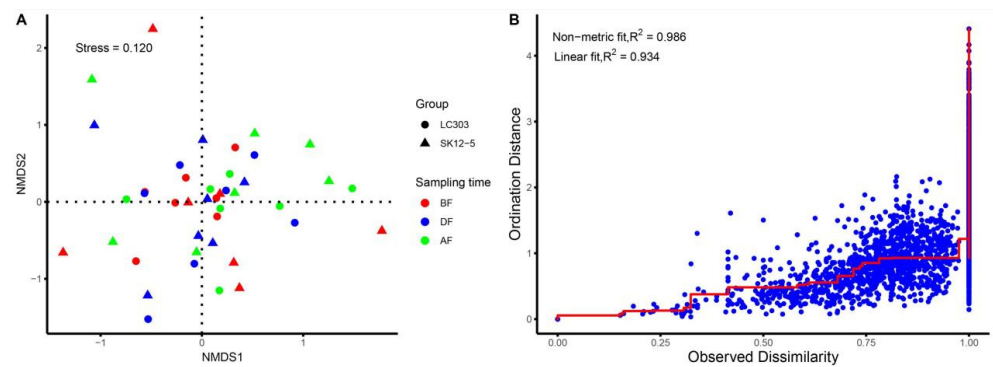 A
Stress = 0.120
2
1
0
−1
−1
0
1
NMDS1
NMDS2
Group
LC303
SK12−5
Sampling time
BF
DF
AF
B
Non−metric fit,R² = 0.986
Linear fit,R² = 0.934
4
3
2
1
0
0.00
0.25
0.50
0.75
1.00
Observed Dissimilarity
Ordination Distance